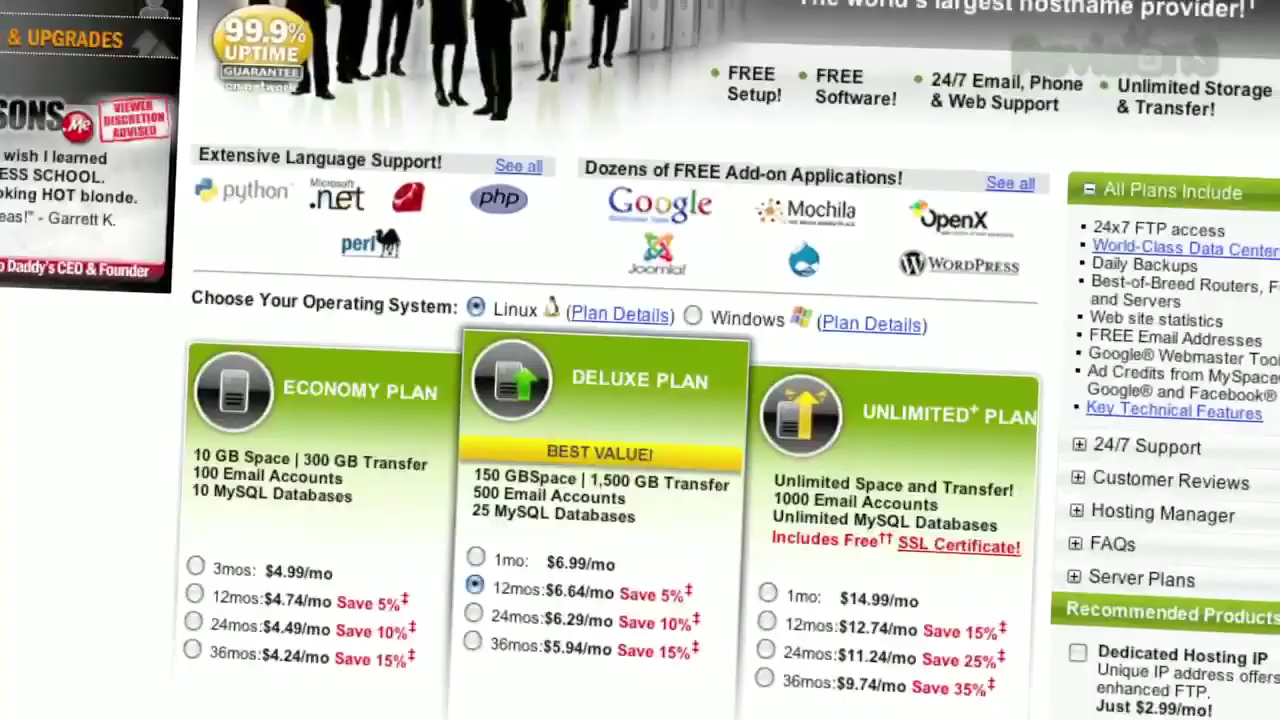 & UPGRADES
SONS.me
VIEWER
DISCRETION
ADVISED
wish I learned
ESS SCHOOL.
oking HOT blonde.
eas!" - Garrett K.
o Daddy's CEO & Founder
99.9%
UPTIME
GUARANTEE
on network
The world's largest hostname provider!†
FREE
Setup!
FREE
Software!
24/7 Email, Phone
& Web Support
Unlimited Storage
& Transfer!
Extensive Language Support! See all
python Microsoft .net php
perl
Dozens of FREE Add-on Applications! See all
Google Mochila OpenX
Joomla! WORDPRESS
Choose Your Operating System: Linux (Plan Details) Windows (Plan Details)
ECONOMY PLAN
10 GB Space | 300 GB Transfer
100 Email Accounts
10 MySQL Databases
3mos: $4.99/mo
12mos:$4.74/mo Save 5%‡
24mos:$4.49/mo Save 10%‡
36mos:$4.24/mo Save 15%‡
DELUXE PLAN
BEST VALUE!
150 GBSpace | 1,500 GB Transfer
500 Email Accounts
25 MySQL Databases
1mo: $6.99/mo
12mos:$6.64/mo Save 5%‡
24mos:$6.29/mo Save 10%‡
36mos:$5.94/mo Save 15%‡
UNLIMITED+ PLAN
Unlimited Space and Transfer!
1000 Email Accounts
Unlimited MySQL Databases
Includes Free†† SSL Certificate!
1mo: $14.99/mo
12mos:$12.74/mo Save 15%‡
24mos:$11.24/mo Save 25%‡
36mos:$9.74/mo Save 35%‡
All Plans Include
24x7 FTP access
World-Class Data Center
Daily Backups
Best-of-Breed Routers, F
and Servers
Web site statistics
FREE Email Addresses
Google® Webmaster Too
Ad Credits from MySpace
Google® and Facebook®
Key Technical Features
24/7 Support
Customer Reviews
Hosting Manager
FAQs
Server Plans
Recommended Products
Dedicated Hosting IP
Unique IP address offers
enhanced FTP.
Just $2.99/mo!